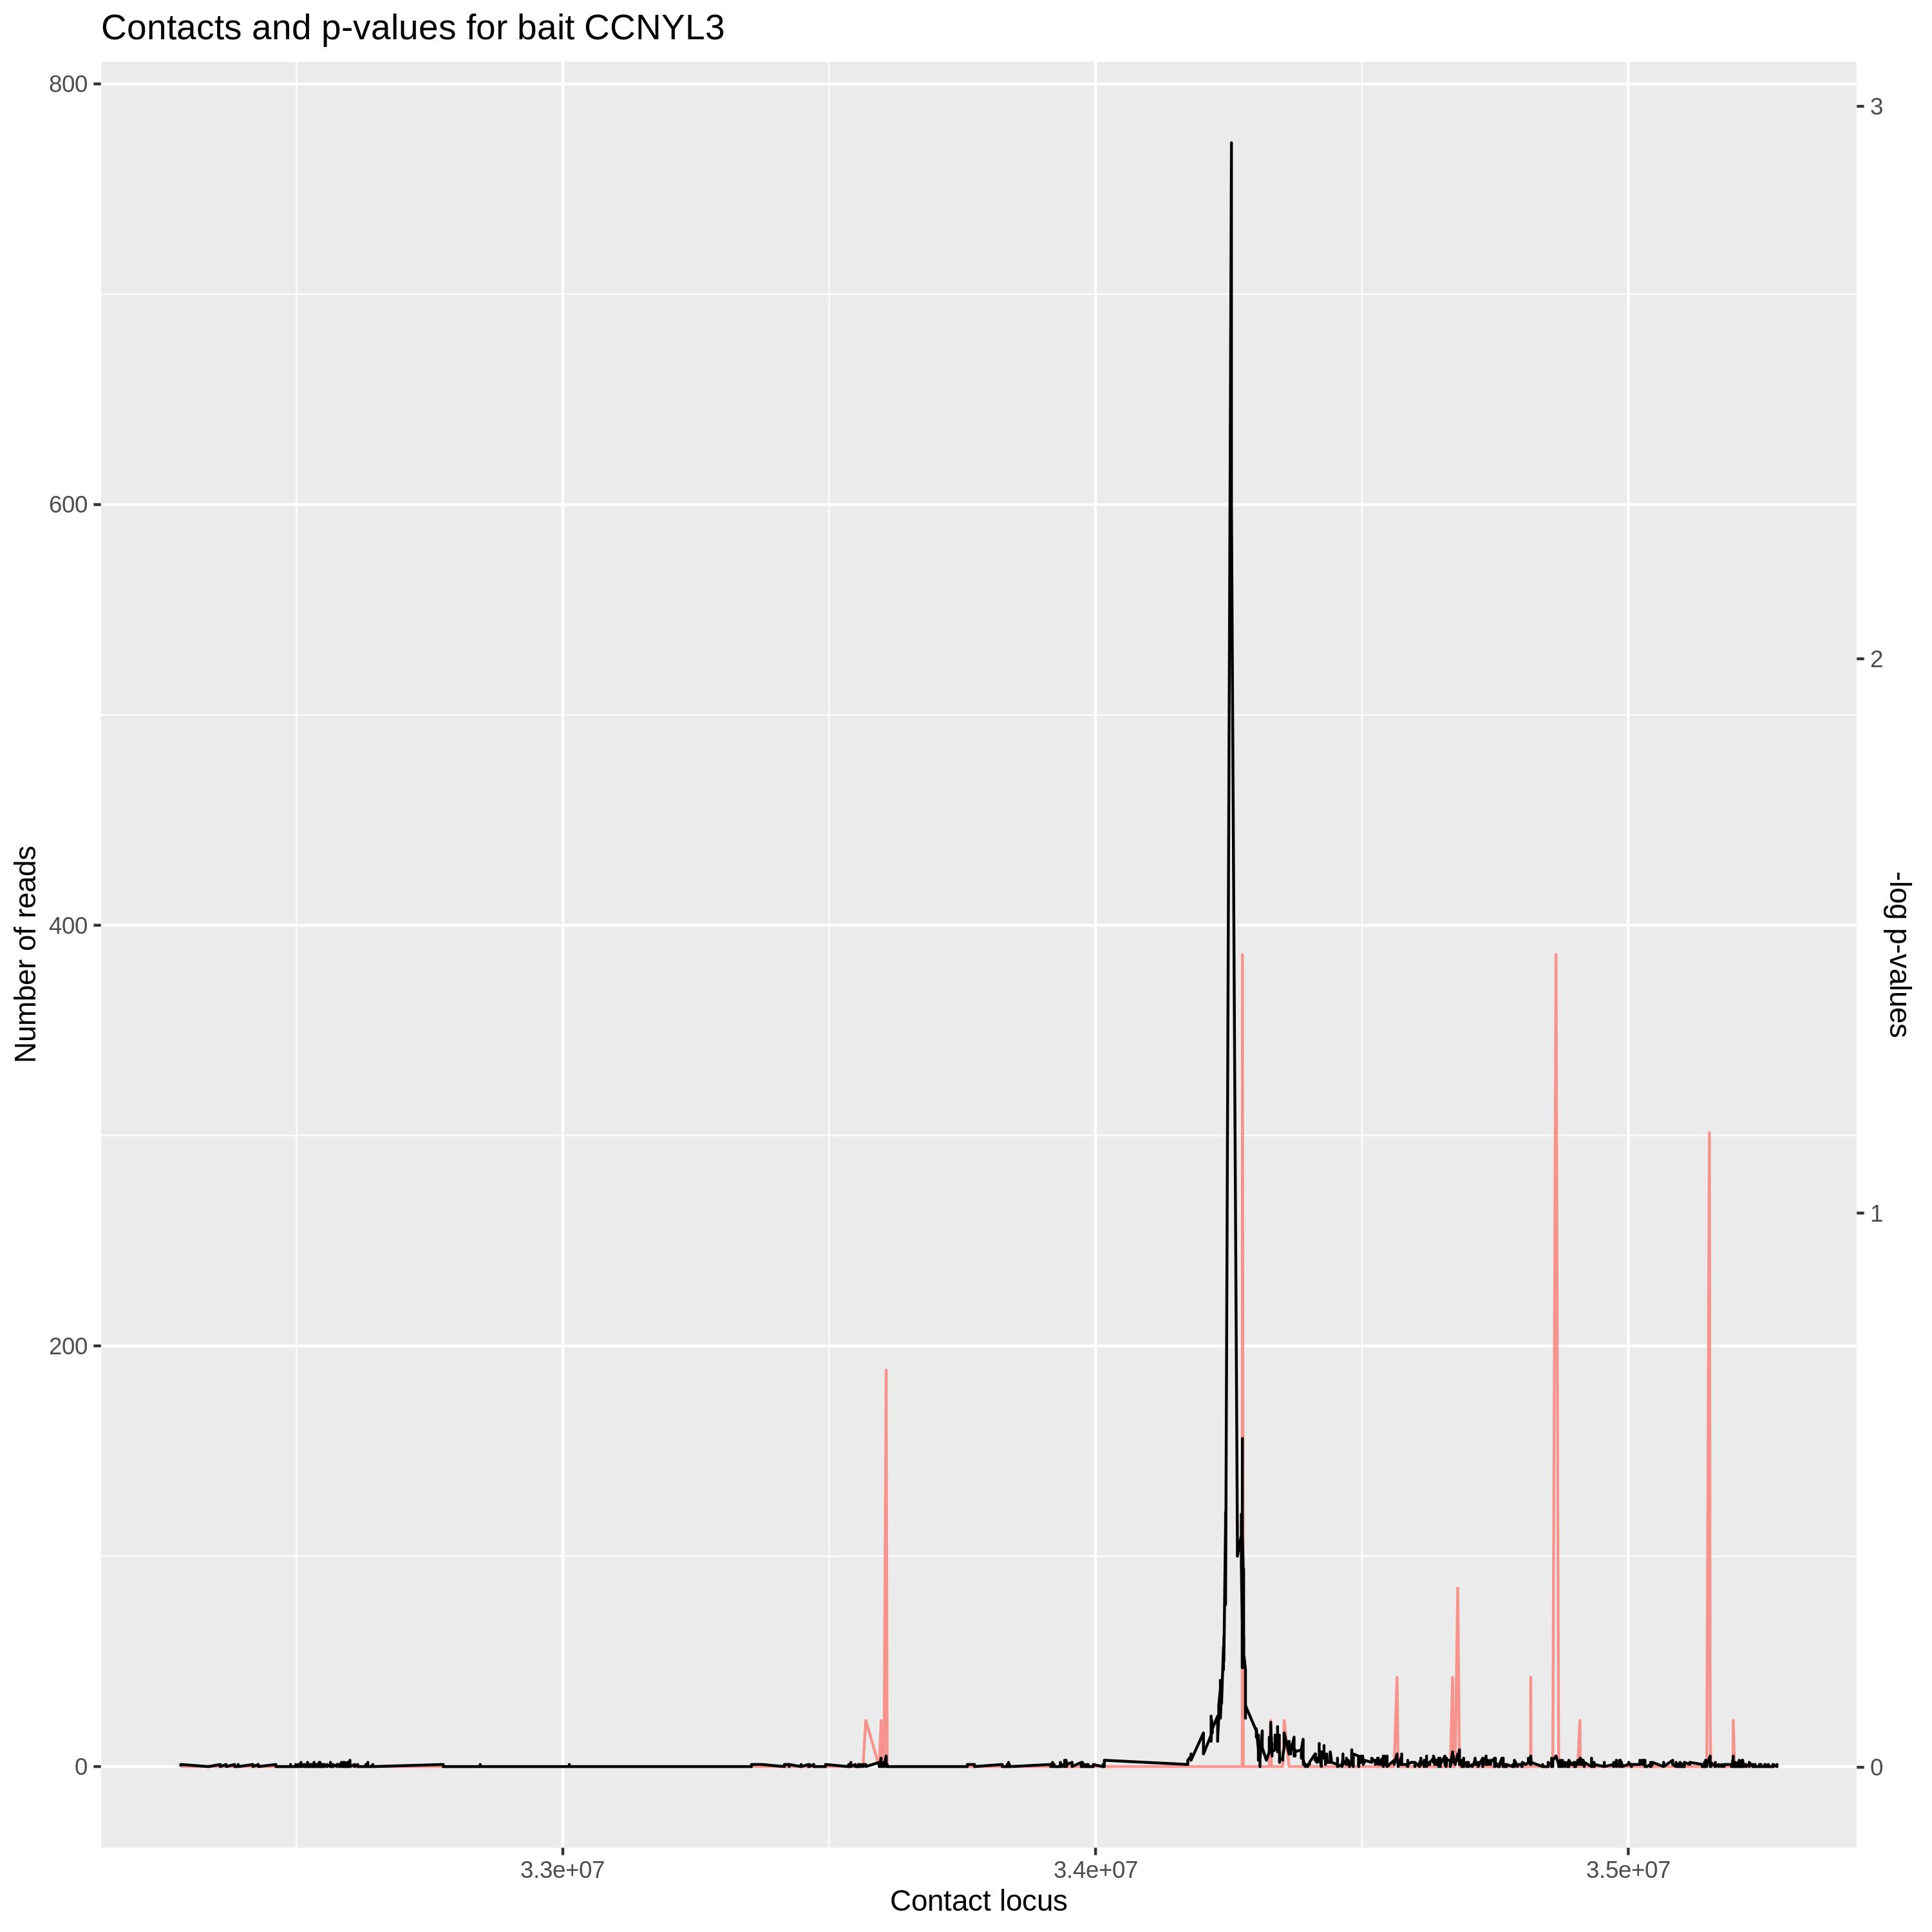 Contacts and p-values for bait CCNYL3
800
600
400
200
0
Number of reads
3
2
1
0
-log p-values
3.3e+07
3.4e+07
3.5e+07
Contact locus